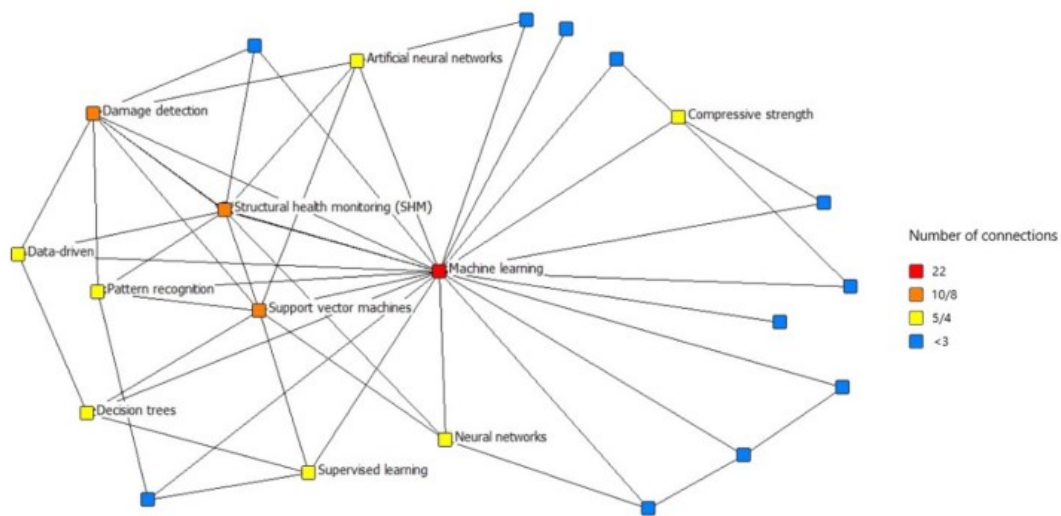 Artificial neural networks
Damage detection
Compressive strength
Structural health monitoring (SHM)
Data-driven
Machine learning
Pattern recognition
Support vector machines
Decision trees
Neural networks
Supervised learning
Number of connections
22
10/8
5/4
<3